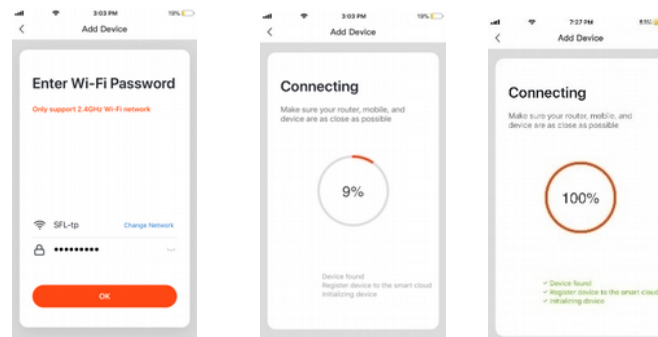 3:03 PM
19%
Add Device
Enter Wi-Fi Password
Only support 2.4GHz Wi-Fi network
SFL-tp
Change Network
•••••••••
OK
3:03 PM
19%
Add Device
Connecting
Make sure your router, mobile, and
device are as close as possible
9%
Device found
Register device to the smart cloud
Initializing device
7:27 PM
Add Device
Connecting
Make sure your router, mobile, and
device are as close as possible
100%
✓ Device found
✓ Register device to the smart cloud
✓ Initializing device